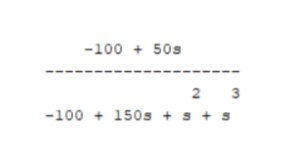 -100 + 50s
--------------------
2 3
-100 + 150s + s + s